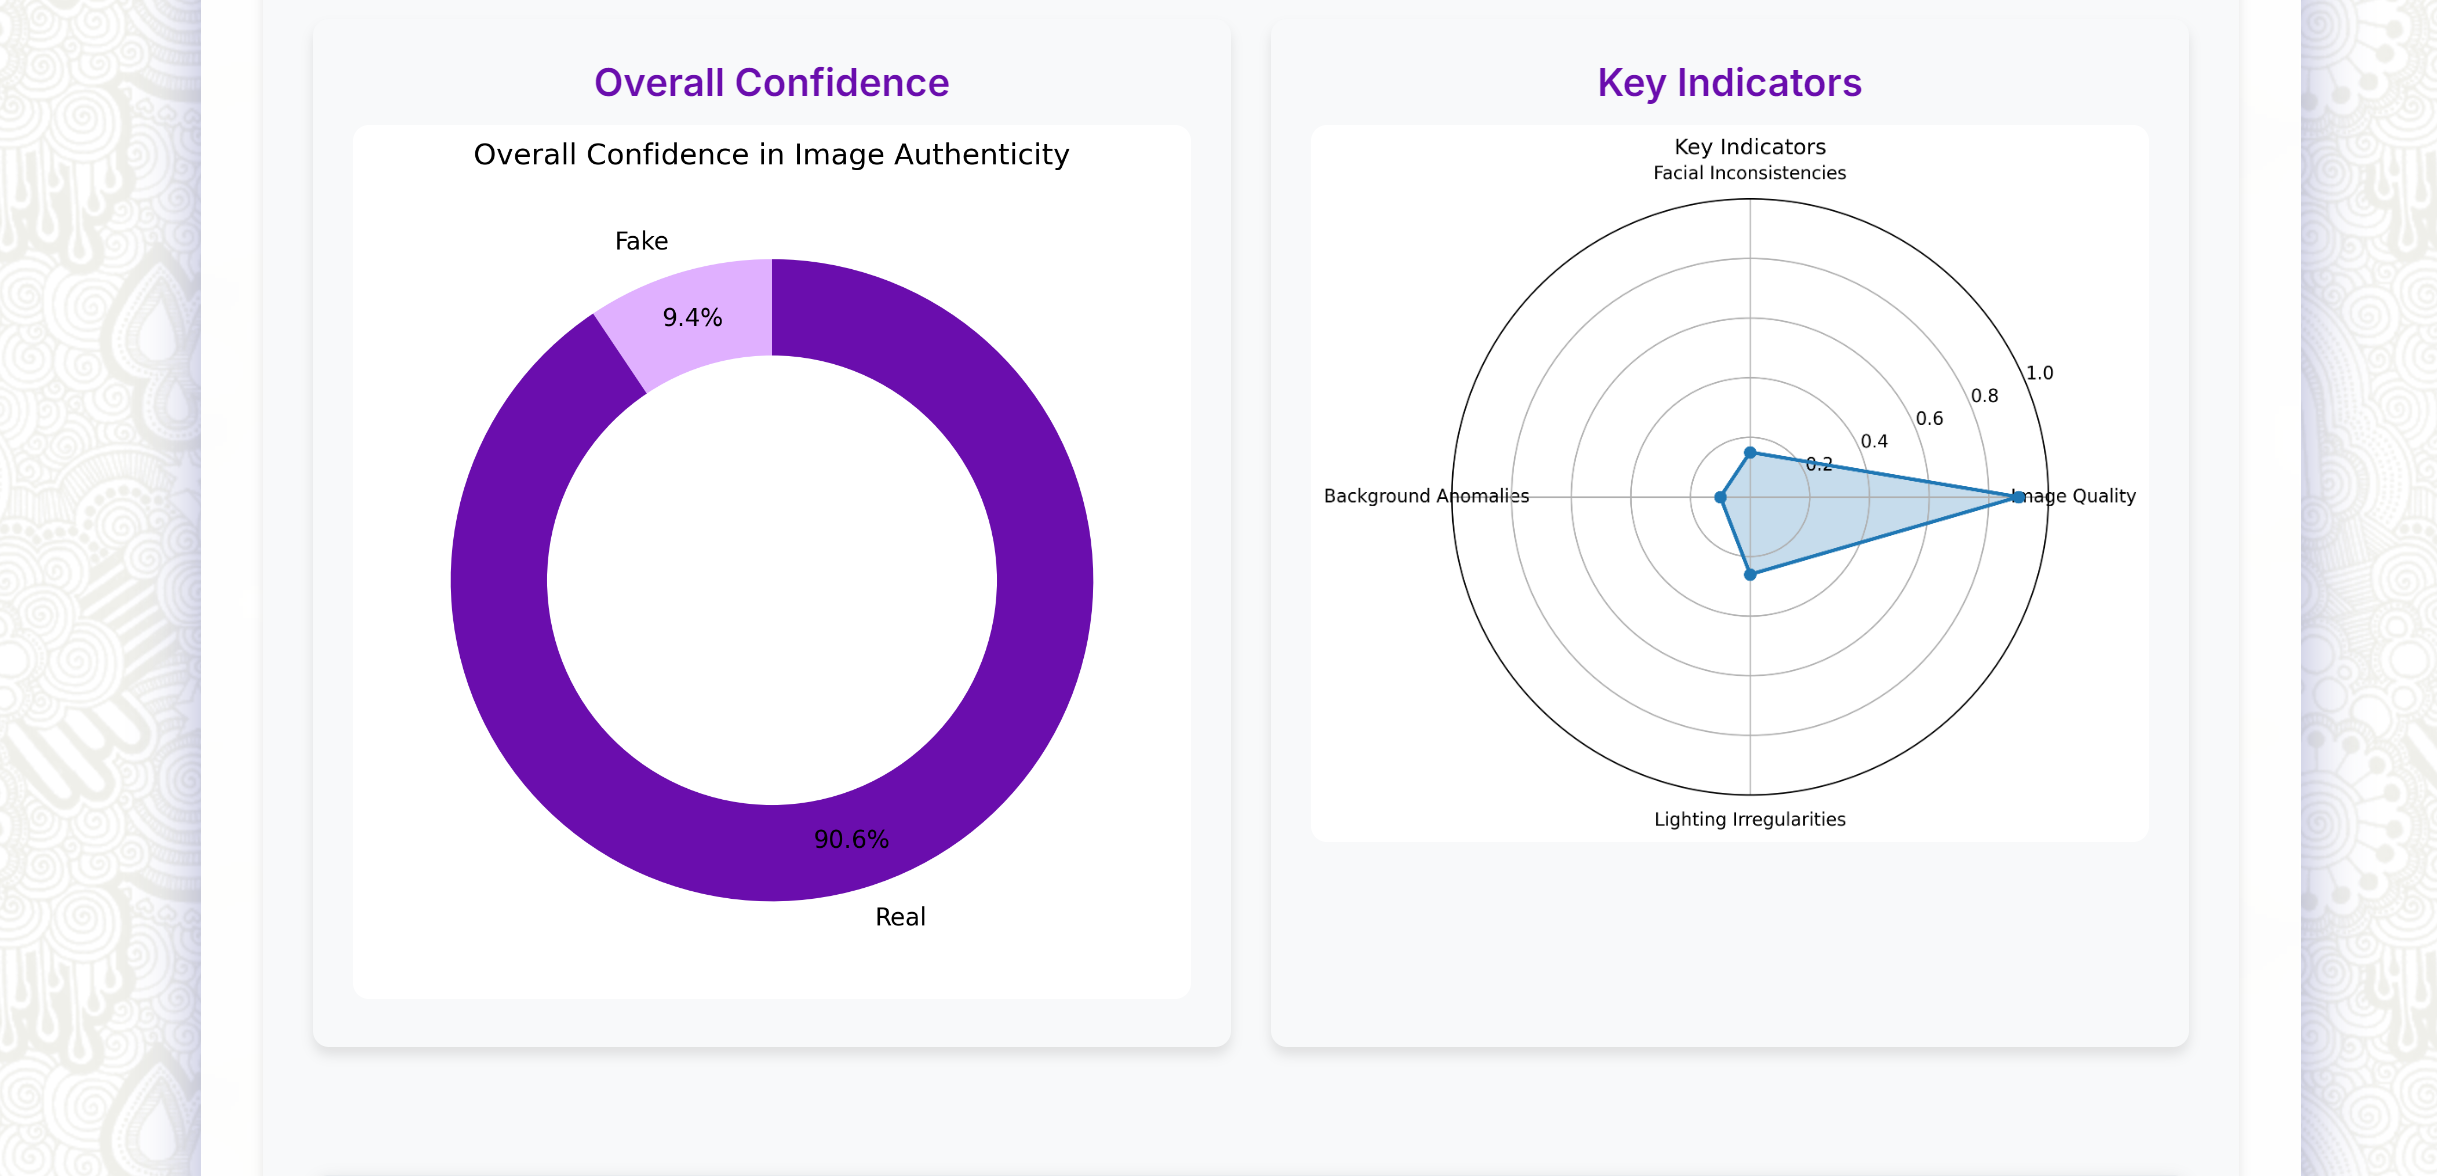 Overall Confidence
Overall Confidence in Image Authenticity
Fake
9.4%
90.6%
Real
Key Indicators
Key Indicators
Facial Inconsistencies
1.0
0.8
0.6
0.4
0.2
Background Anomalies
Image Quality
Lighting Irregularities